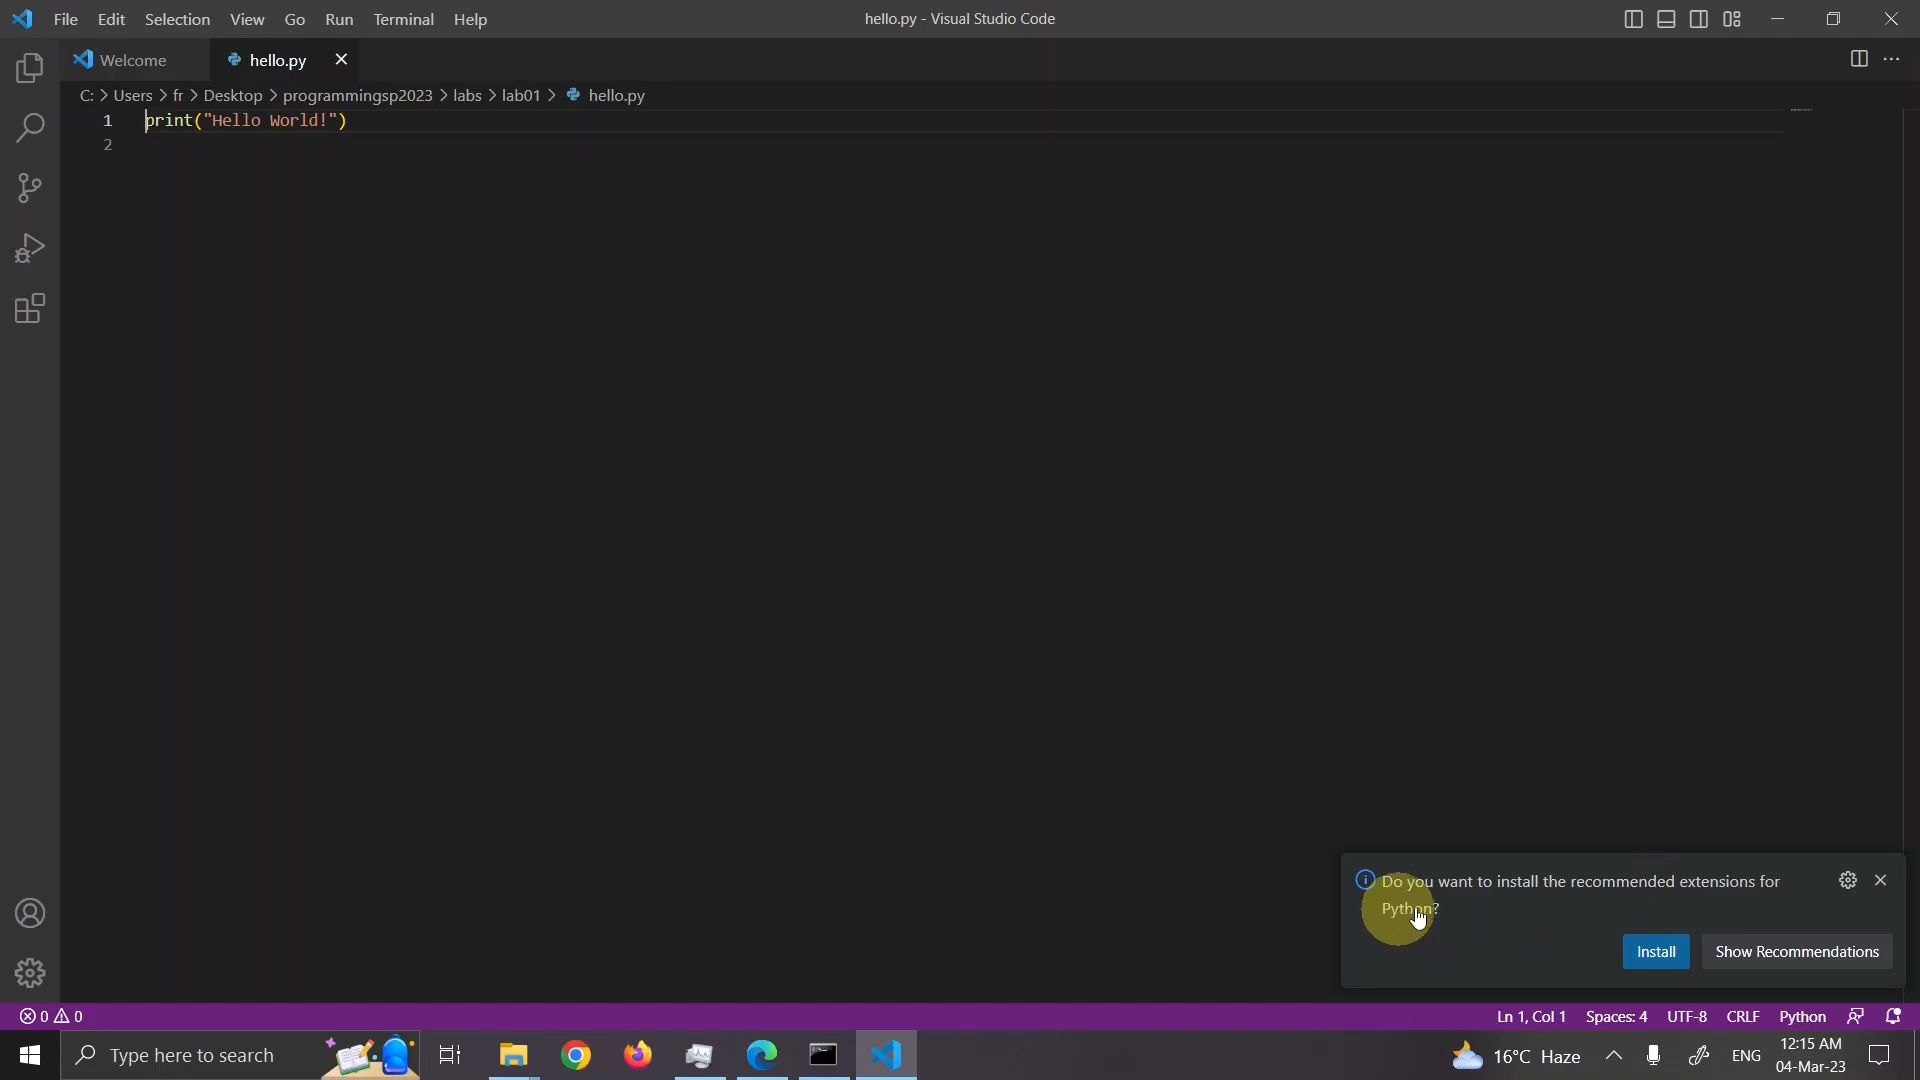 File Edit Selection View Go Run Terminal Help
hello.py - Visual Studio Code
Welcome
hello.py
C: > Users > fr > Desktop > programmingsp2023 > labs > lab01 > hello.py
1 print("Hello World!")
2
Do you want to install the recommended extensions for
Python?
Install Show Recommendations
0 0
Ln 1, Col 1 Spaces: 4 UTF-8 CRLF Python
Type here to search
16°C Haze
ENG
12:15 AM
04-Mar-23